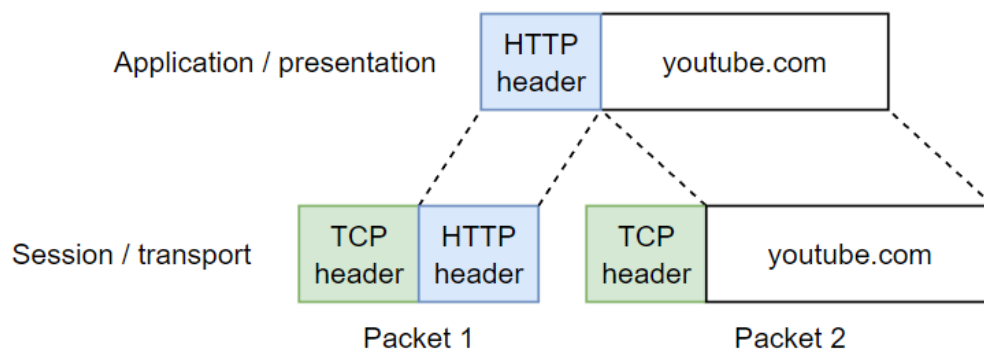 HTTP
header
youtube.com
Application / presentation
TCP
header
HTTP
header
TCP
header
youtube.com
Session / transport
Packet 1
Packet 2